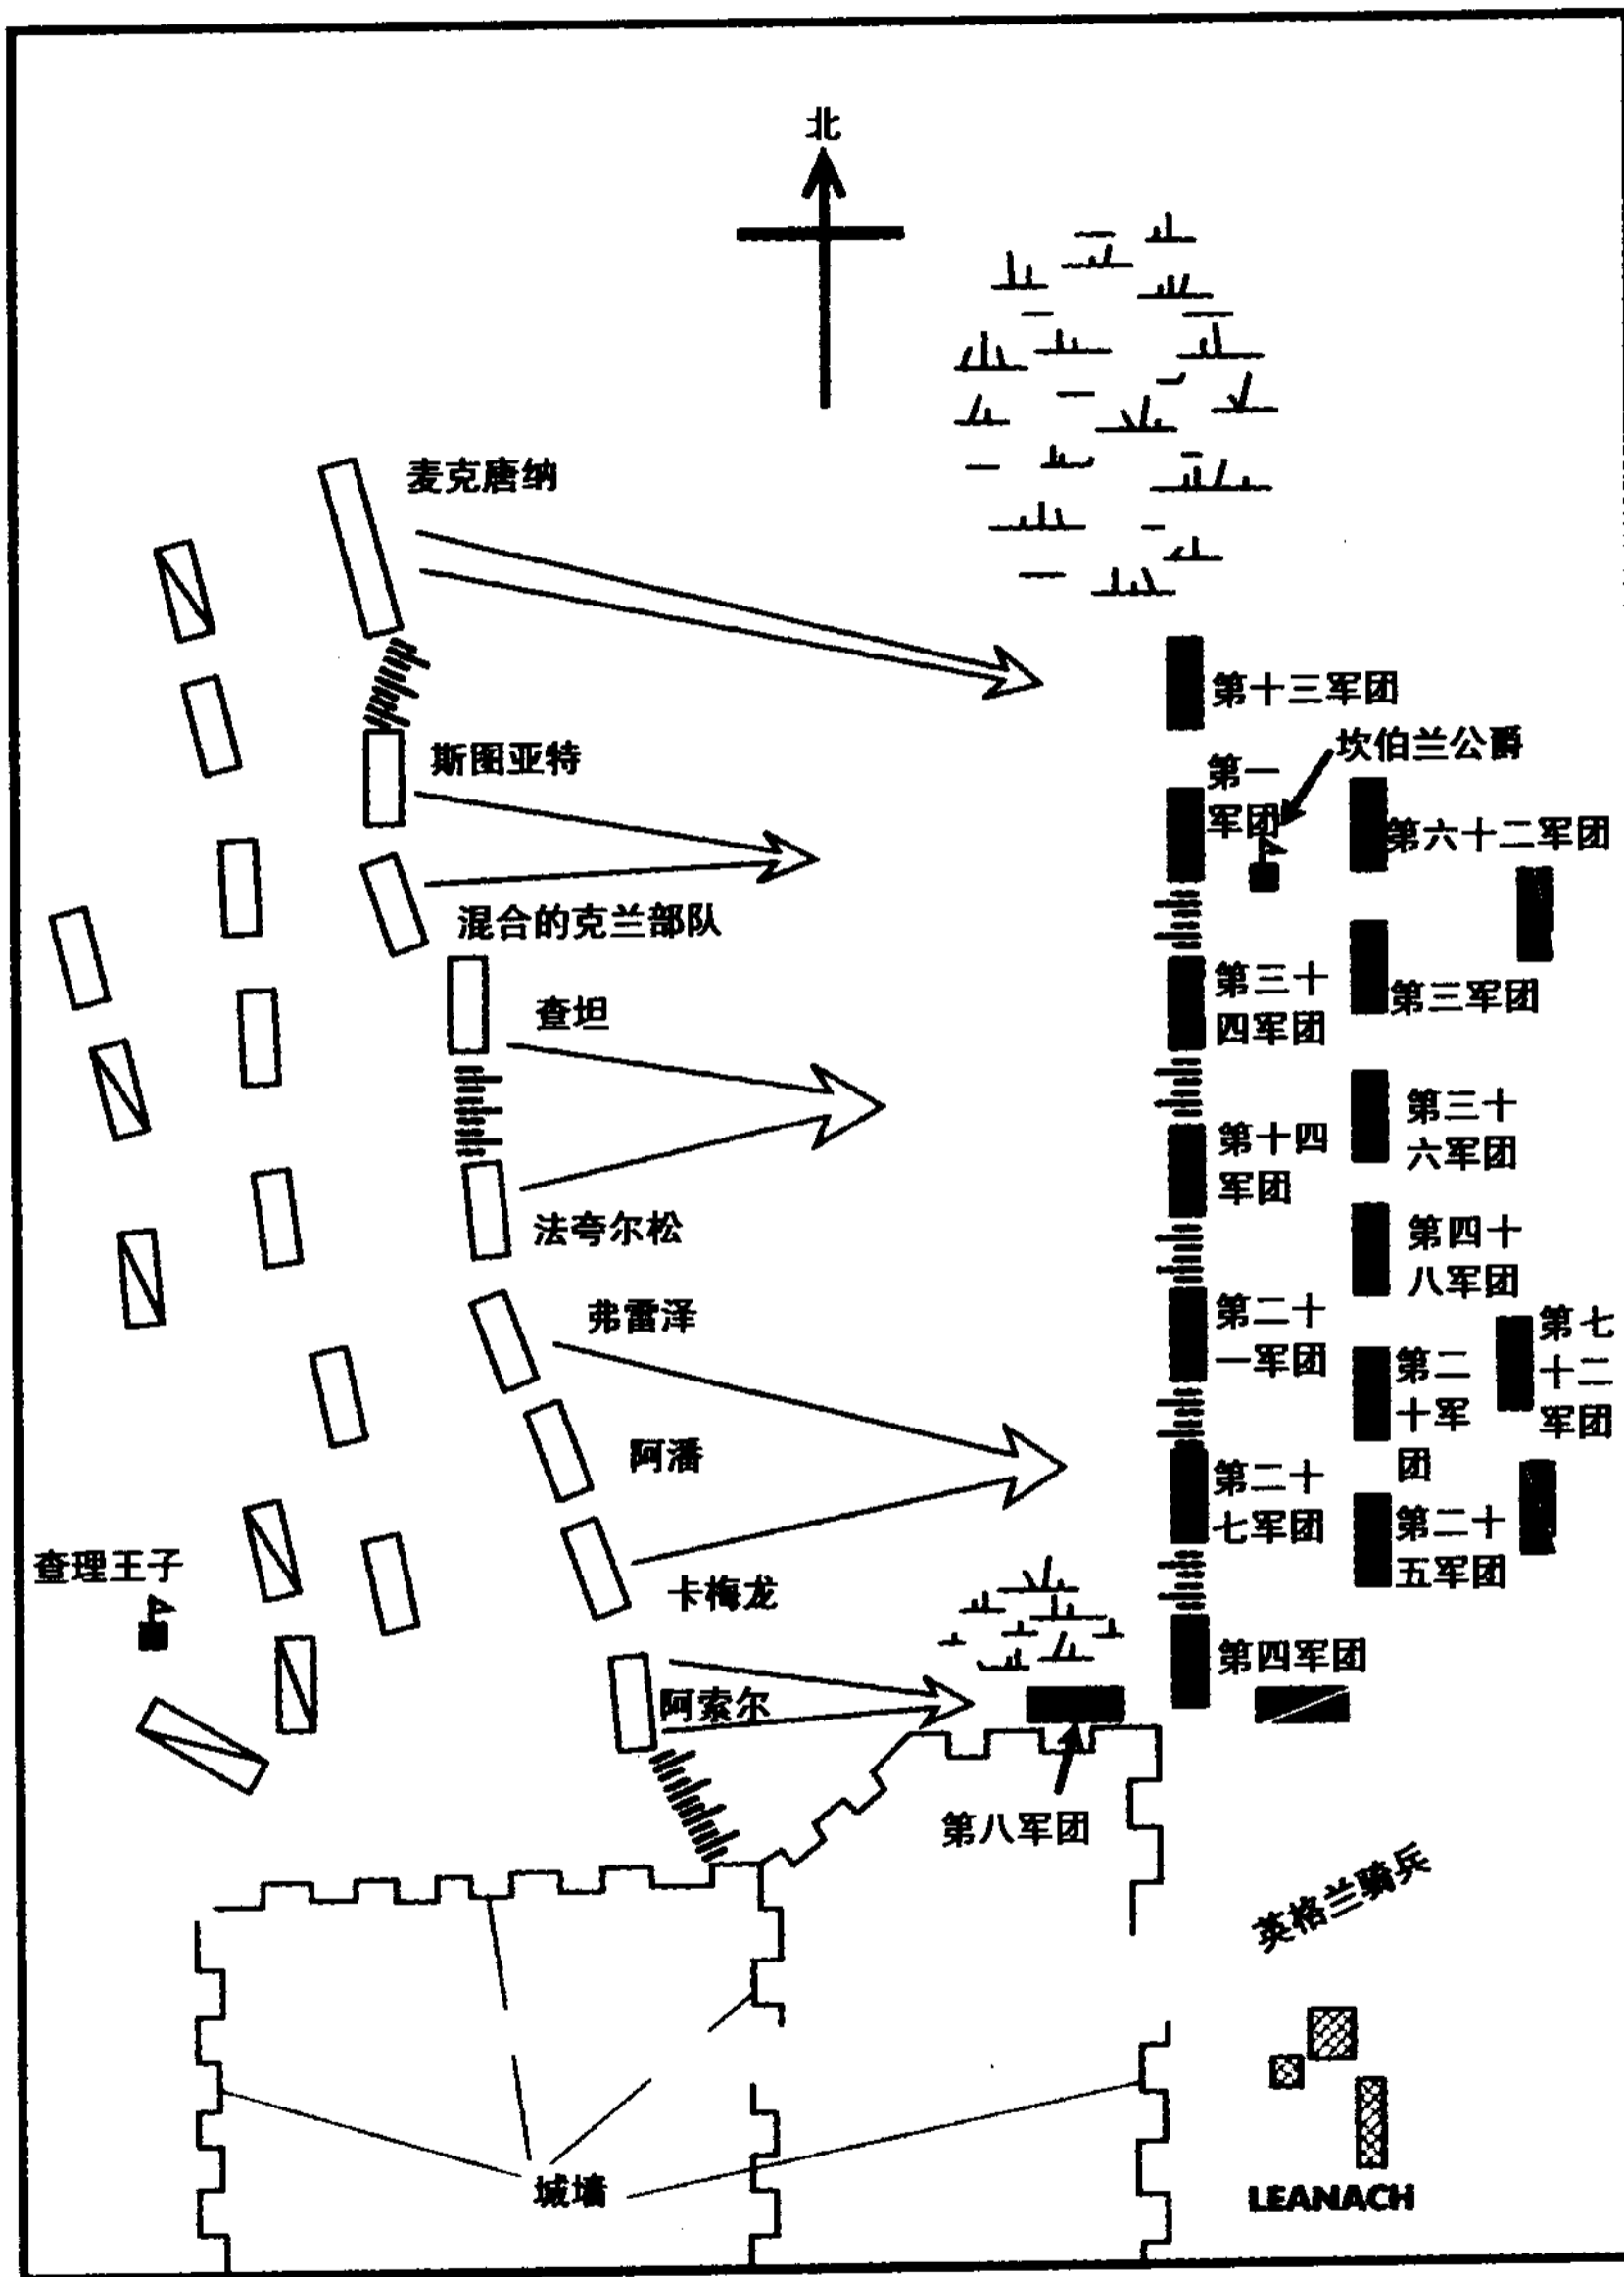 北
麦克唐纳
第十三军团
斯图亚特
坎伯兰公爵
第一
军团
第六十二军团
混合的克兰部队
第三十
四军团
第三军团
查坦
第三十
六军团
第十四
军团
法夸尔松
第四十
八军团
弗雷泽
第二十
一军团
第七
十二
军团
第二
十军
团
阿潘
第二十
七军团
第二十
五军团
查理王子
卡梅龙
第四军团
阿索尔
第八军团
英格兰骑兵
城墙
LEANACH